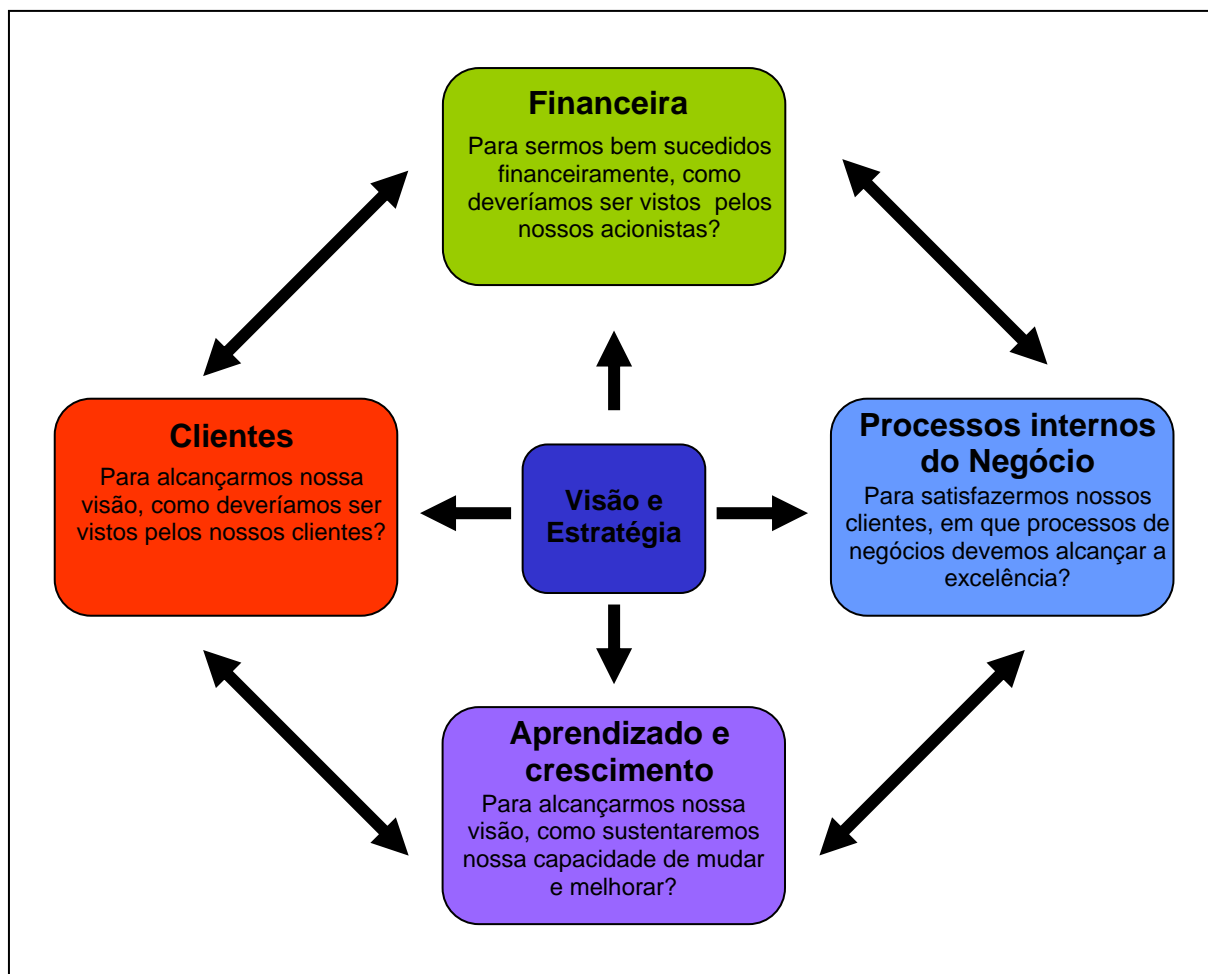 Financeira
Para sermos bem sucedidos
financeiramente, como
deveríamos ser vistos  pelos
nossos acionistas?
Clientes
Para alcançarmos nossa
visão, como deveríamos ser
vistos pelos nossos clientes?
Visão e
Estratégia
Processos internos
do Negócio
Para satisfazermos nossos
clientes, em que processos de
negócios devemos alcançar a
excelência?
Aprendizado e
crescimento
Para alcançarmos nossa
visão, como sustentaremos
nossa capacidade de mudar
e melhorar?